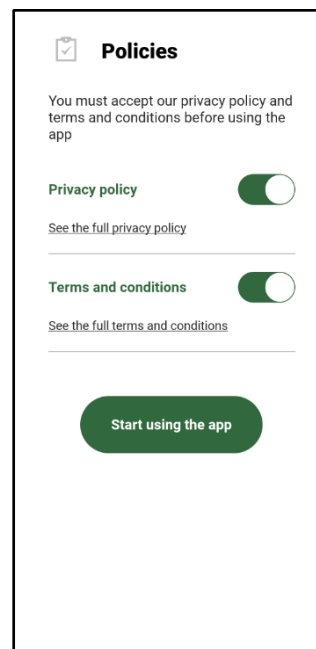 Policies
You must accept our privacy policy and
terms and conditions before using the
app
Privacy policy
See the full privacy policy
Terms and conditions
See the full terms and conditions
Start using the app